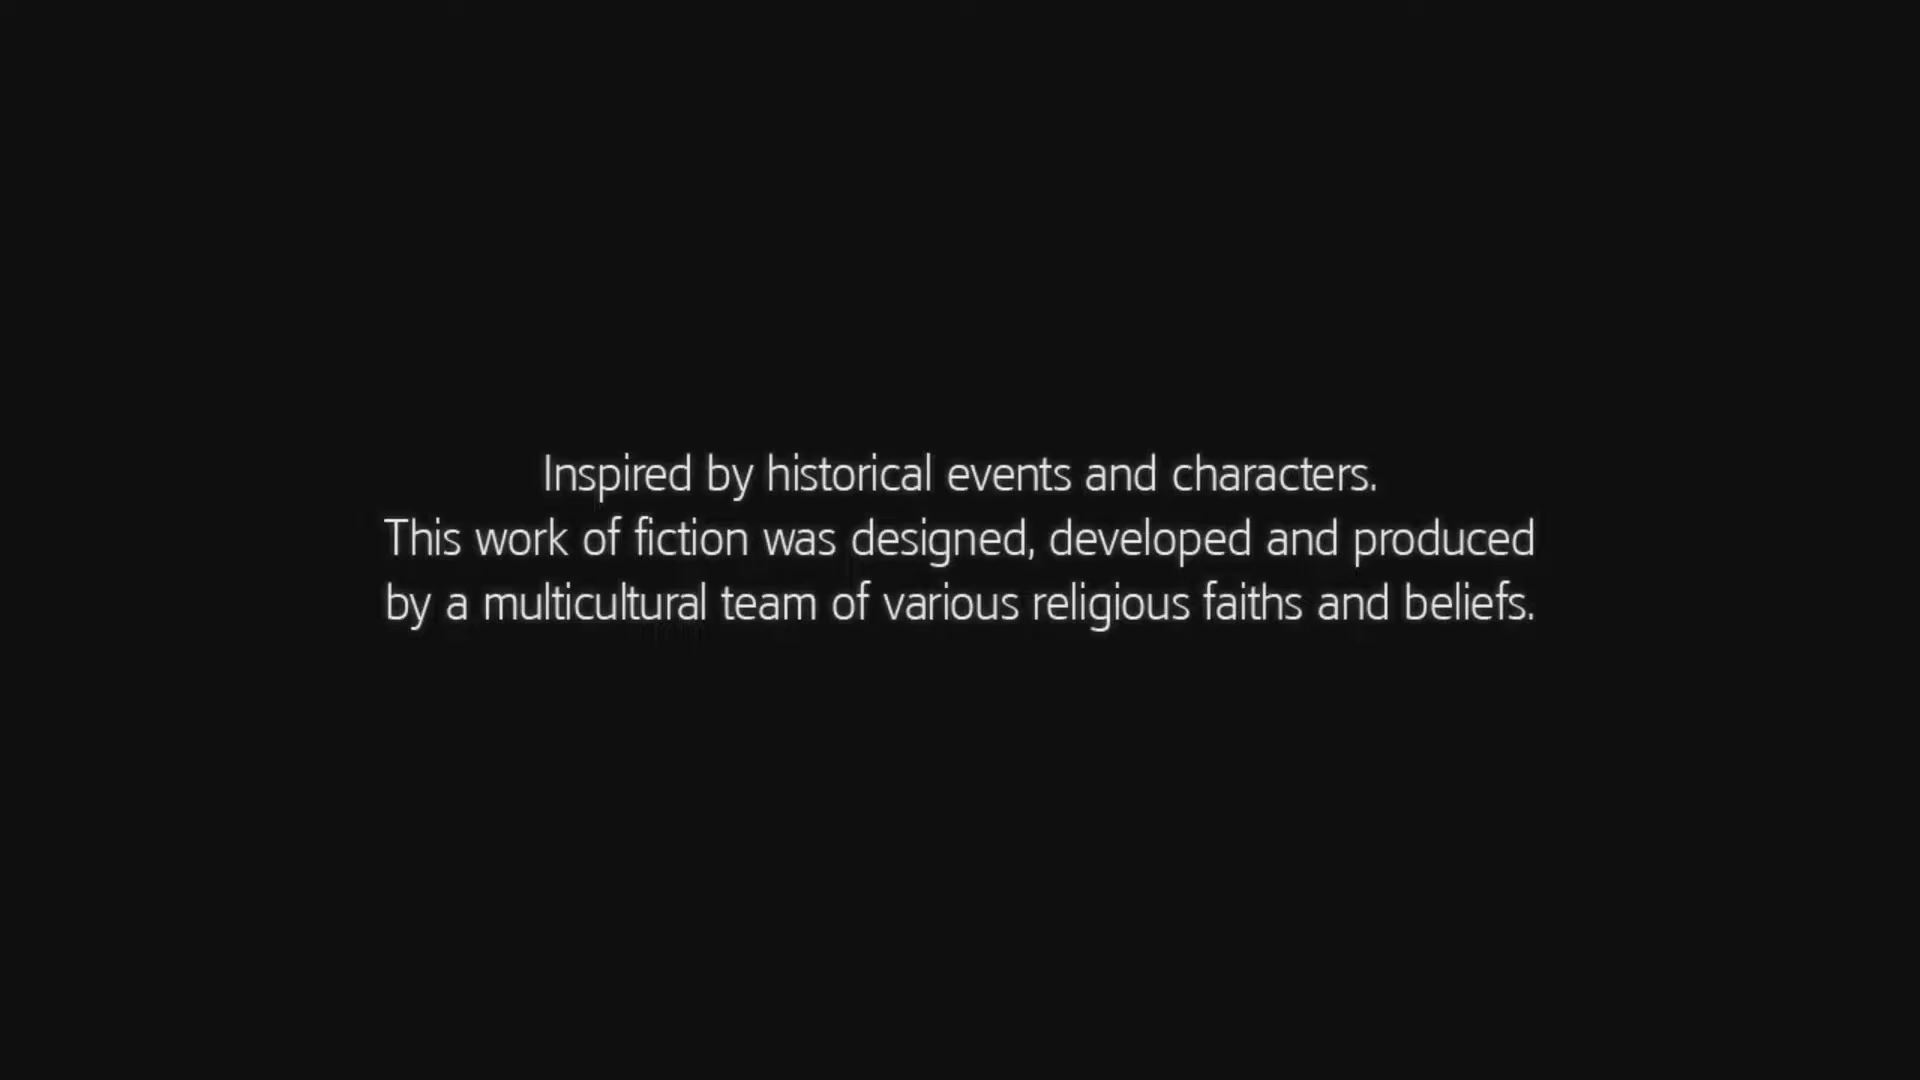 Inspired by historical events and characters.
This work of fiction was designed, developed and produced
by a multicultural team of various religious faiths and beliefs.